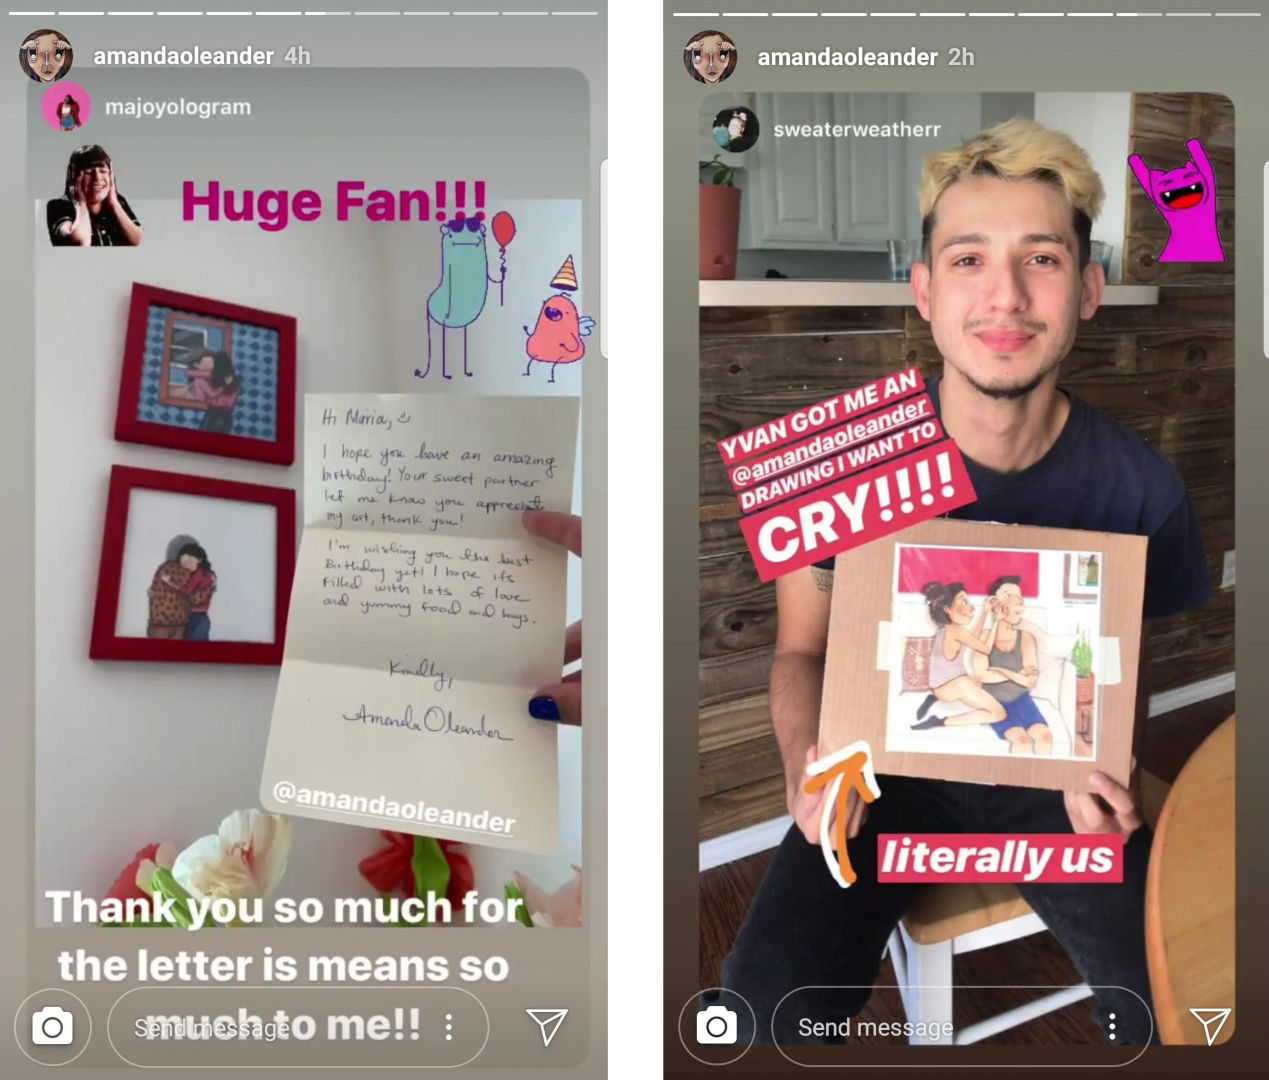 amandaoleander 4h
majoyologram
Huge Fan!!!
Hi Maria,
I hope you have an amazing
birthday! Your sweet partner
let me know you appreciate
my art, thank you!
I'm wishing you the best
Birthday yet! I hope its
filled with lots of love
and yummy food and hugs.
Kindly,
Amanda Oleander
@amandaoleander
Thank you so much for
the letter is means so
much to me!!
Send message
amandaoleander 2h
sweaterweatherr
YVAN GOT ME AN
@amandaoleander
DRAWING I WANT TO
CRY!!!!
literally us
Send message